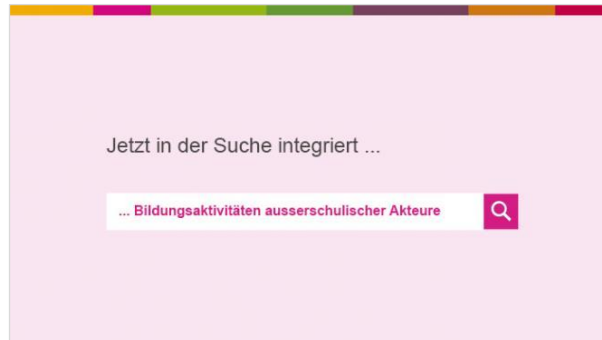 Jetzt in der Suche integriert ...
... Bildungsaktivitäten ausserschulischer Akteure